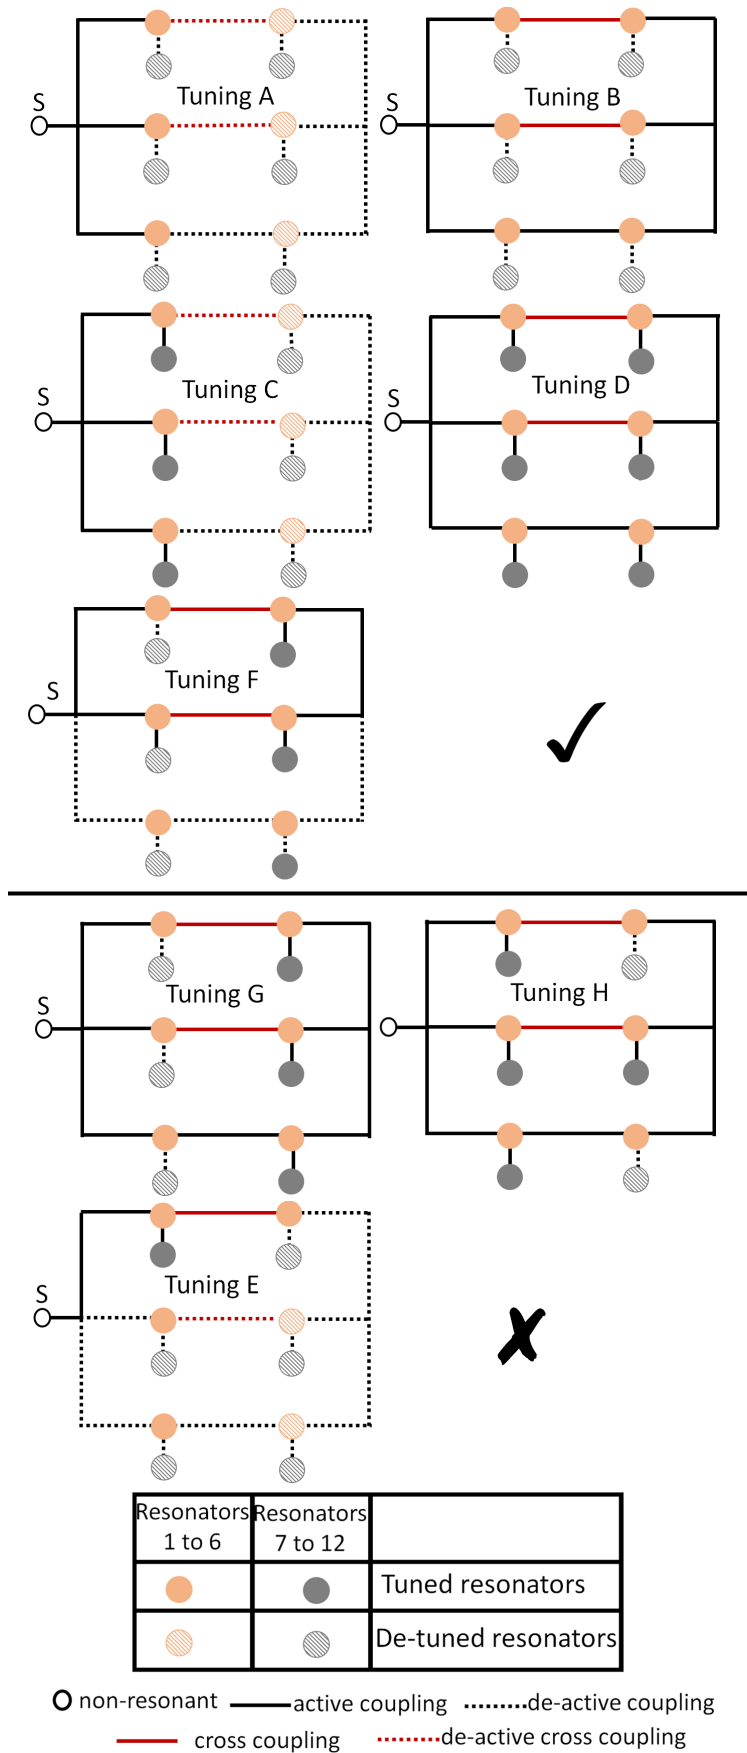 Tuning A
S
Tuning B
S
Tuning C
S
Tuning D
S
Tuning F
S
Tuning G
S
Tuning H
Tuning E
S
Resonators
1 to 6
Resonators
7 to 12
Tuned resonators
De-tuned resonators
non-resonant
active coupling
de-active coupling
cross coupling
de-active cross coupling